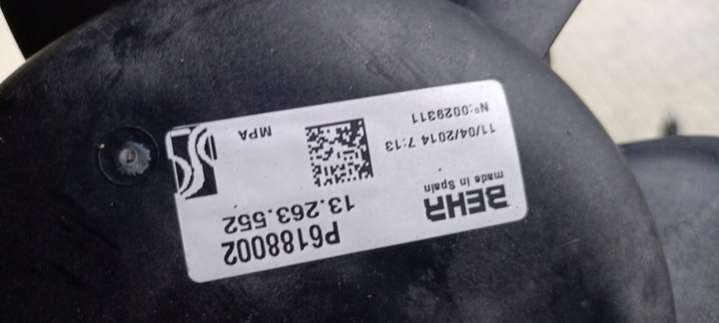 BEHR
made in Spain
P6188002
13.263.552
11/04/2014 7:13
Nº:0029311
MPA